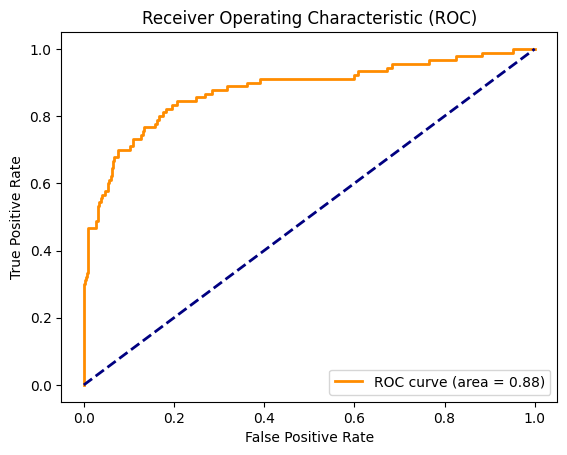 Receiver Operating Characteristic (ROC)
1.0
0.8
0.6
0.4
0.2
0.0
True Positive Rate
ROC curve (area = 0.88)
0.0 0.2 0.4 0.6 0.8 1.0
False Positive Rate